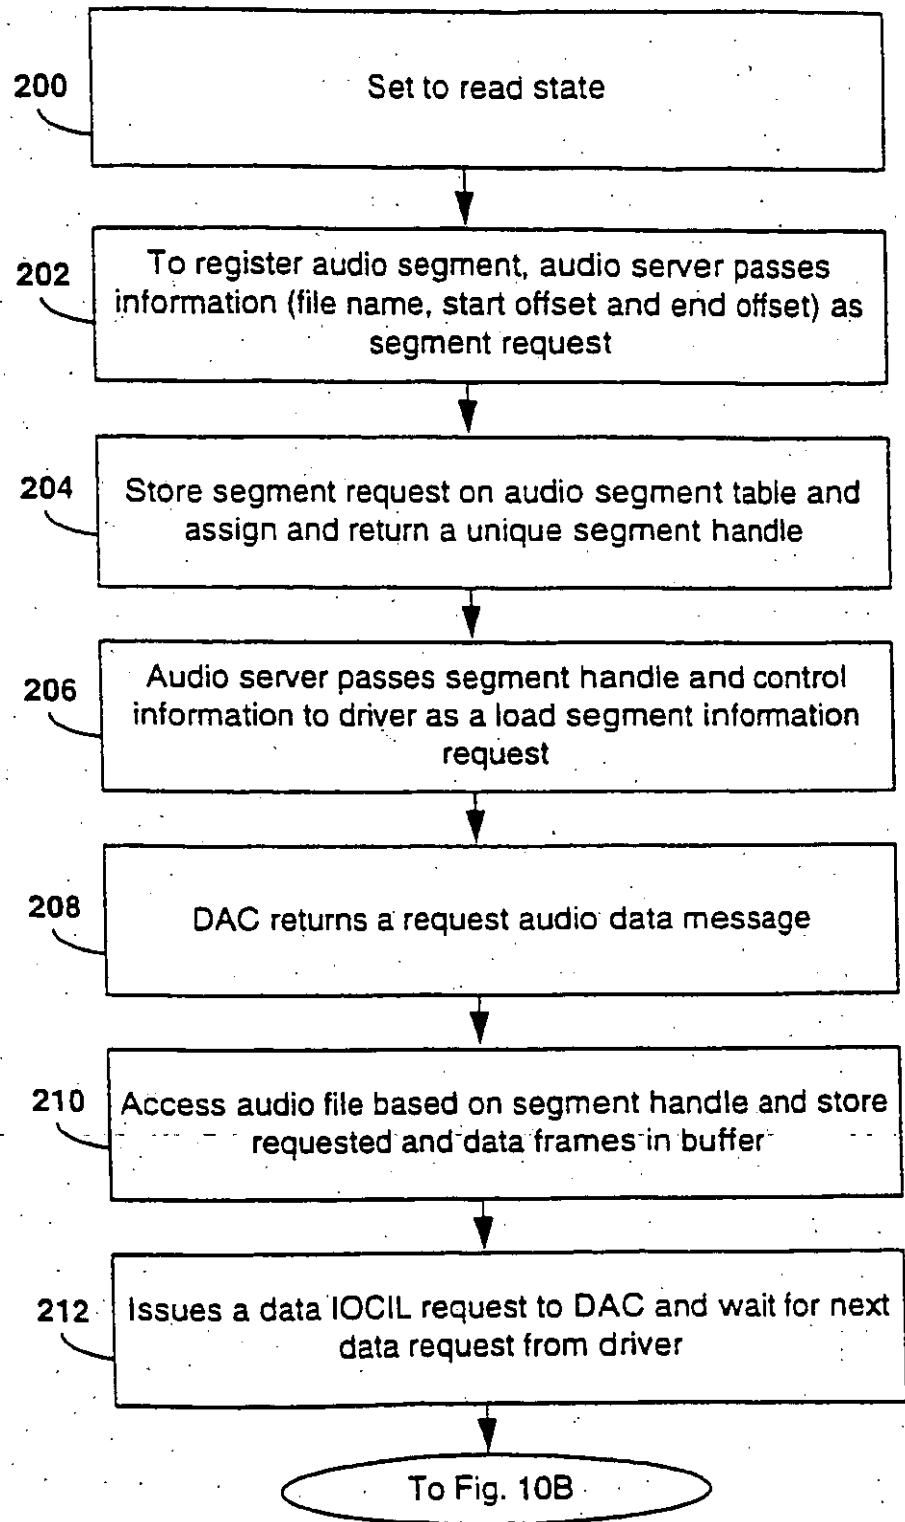 200
Set to read state
202
To register audio segment, audio server passes
information (file name, start offset and end offset) as
segment request
204
Store segment request on audio segment table and
assign and return a unique segment handle
206
Audio server passes segment handle and control
information to driver as a load segment information
request
208
DAC returns a request audio data message
210
Access audio file based on segment handle and store
requested and data frames in buffer
212
Issues a data IOCIL request to DAC and wait for next
data request from driver
To Fig. 10B